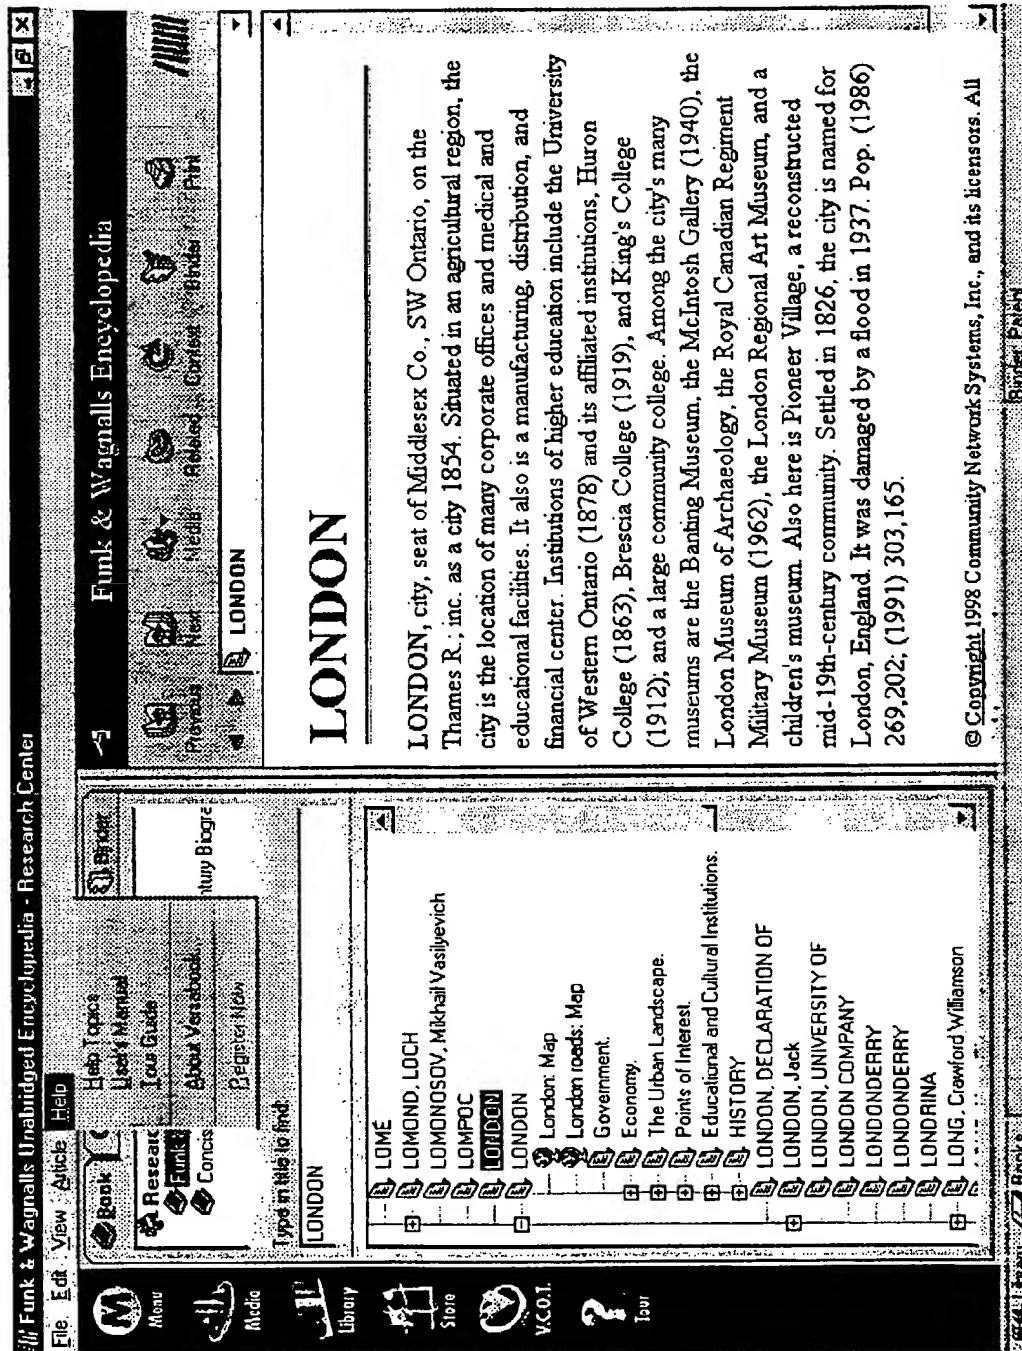 Funk & Wagnalls Unabridged Encyclopedia - Research Center
File Edit View Article Help
Help Topics
User's Manual
Tour Guide
About Versabook
Register Now
Menu
Media
Library
Store
V.C.O.T.
Tour
Book
Binder
Researc
Funk
Concis
ntury Biogra
Type in title to find:
LONDON
LOMÉ
LOMOND, LOCH
LOMONOSOV, Mikhail Vasilyevich
LOMPOC
LONDON
LONDON
London: Map
London roads: Map
Government.
Economy.
The Urban Landscape.
Points of Interest.
Educational and Cultural Institutions.
HISTORY
LONDON, DECLARATION OF
LONDON, Jack
LONDON, UNIVERSITY OF
LONDON COMPANY
LONDONDERRY
LONDONDERRY
LONDRINA
LONG, Crawford Williamson
Funk & Wagnalls Encyclopedia
Previous Next Media Related... Context Binder Print
LONDON
LONDON
LONDON, city, seat of Middlesex Co., SW Ontario, on the
Thames R.; inc. as a city 1854. Situated in an agricultural region, the
city is the location of many corporate offices and medical and
educational facilities. It also is a manufacturing, distribution, and
financial center. Institutions of higher education include the University
of Western Ontario (1878) and its affiliated institutions, Huron
College (1863), Brescia College (1919), and King's College
(1912); and a large community college. Among the city's many
museums are the Banting Museum, the McIntosh Gallery (1940), the
London Museum of Archaeology, the Royal Canadian Regiment
Military Museum (1962), the London Regional Art Museum, and a
children's museum. Also here is Pioneer Village, a reconstructed
mid-19th-century community. Settled in 1826, the city is named for
London, England. It was damaged by a flood in 1937. Pop. (1986)
269,202; (1991) 303,165.
© Copyright 1998 Community Network Systems, Inc., and its licensors. All
Binder Patent